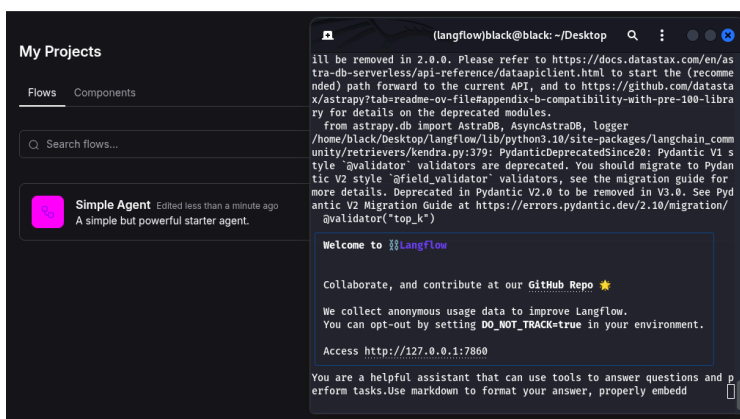 My Projects
Flows Components
Search flows...
Simple Agent Edited less than a minute ago
A simple but powerful starter agent.
(langflow)black@black: ~/Desktop
ill be removed in 2.0.0. Please refer to https://docs.datastax.com/en/as
tra-db-serverless/api-reference/dataapiclient.html to start the (recomme
nded) path forward to the current API, and to https://github.com/datasta
x/astrapy?tab=readme-ov-file#appendix-b-compatibility-with-pre-100-libra
ry for details on the deprecated modules.
from astrapy.db import AstraDB, AsyncAstraDB, logger
/home/black/Desktop/langflow/lib/python3.10/site-packages/langchain_comm
unity/retrievers/kendra.py:379: PydanticDeprecatedSince20: Pydantic V1 s
tyle `@validator` validators are deprecated. You should migrate to Pydan
tic V2 style `@field_validator` validators, see the migration guide for
more details. Deprecated in Pydantic V2.0 to be removed in V3.0. See Pyd
antic V2 Migration Guide at https://errors.pydantic.dev/2.10/migration/
@validator("top_k")
Welcome to ⛓Langflow
Collaborate, and contribute at our GitHub Repo 🌟
We collect anonymous usage data to improve Langflow.
You can opt-out by setting DO_NOT_TRACK=true in your environment.
Access http://127.0.0.1:7860
You are a helpful assistant that can use tools to answer questions and p
erform tasks.Use markdown to format your answer, properly embedd